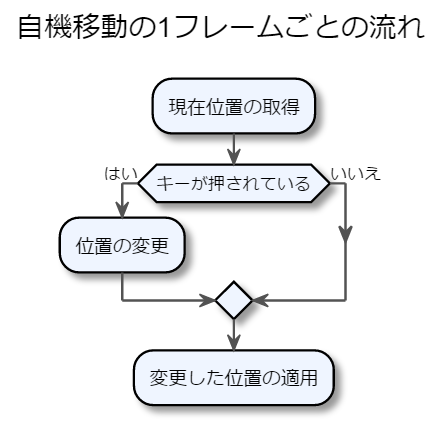 自機移動の1フレームごとの流れ
現在位置の取得
キーが押されている
はい
いいえ
位置の変更
変更した位置の適用